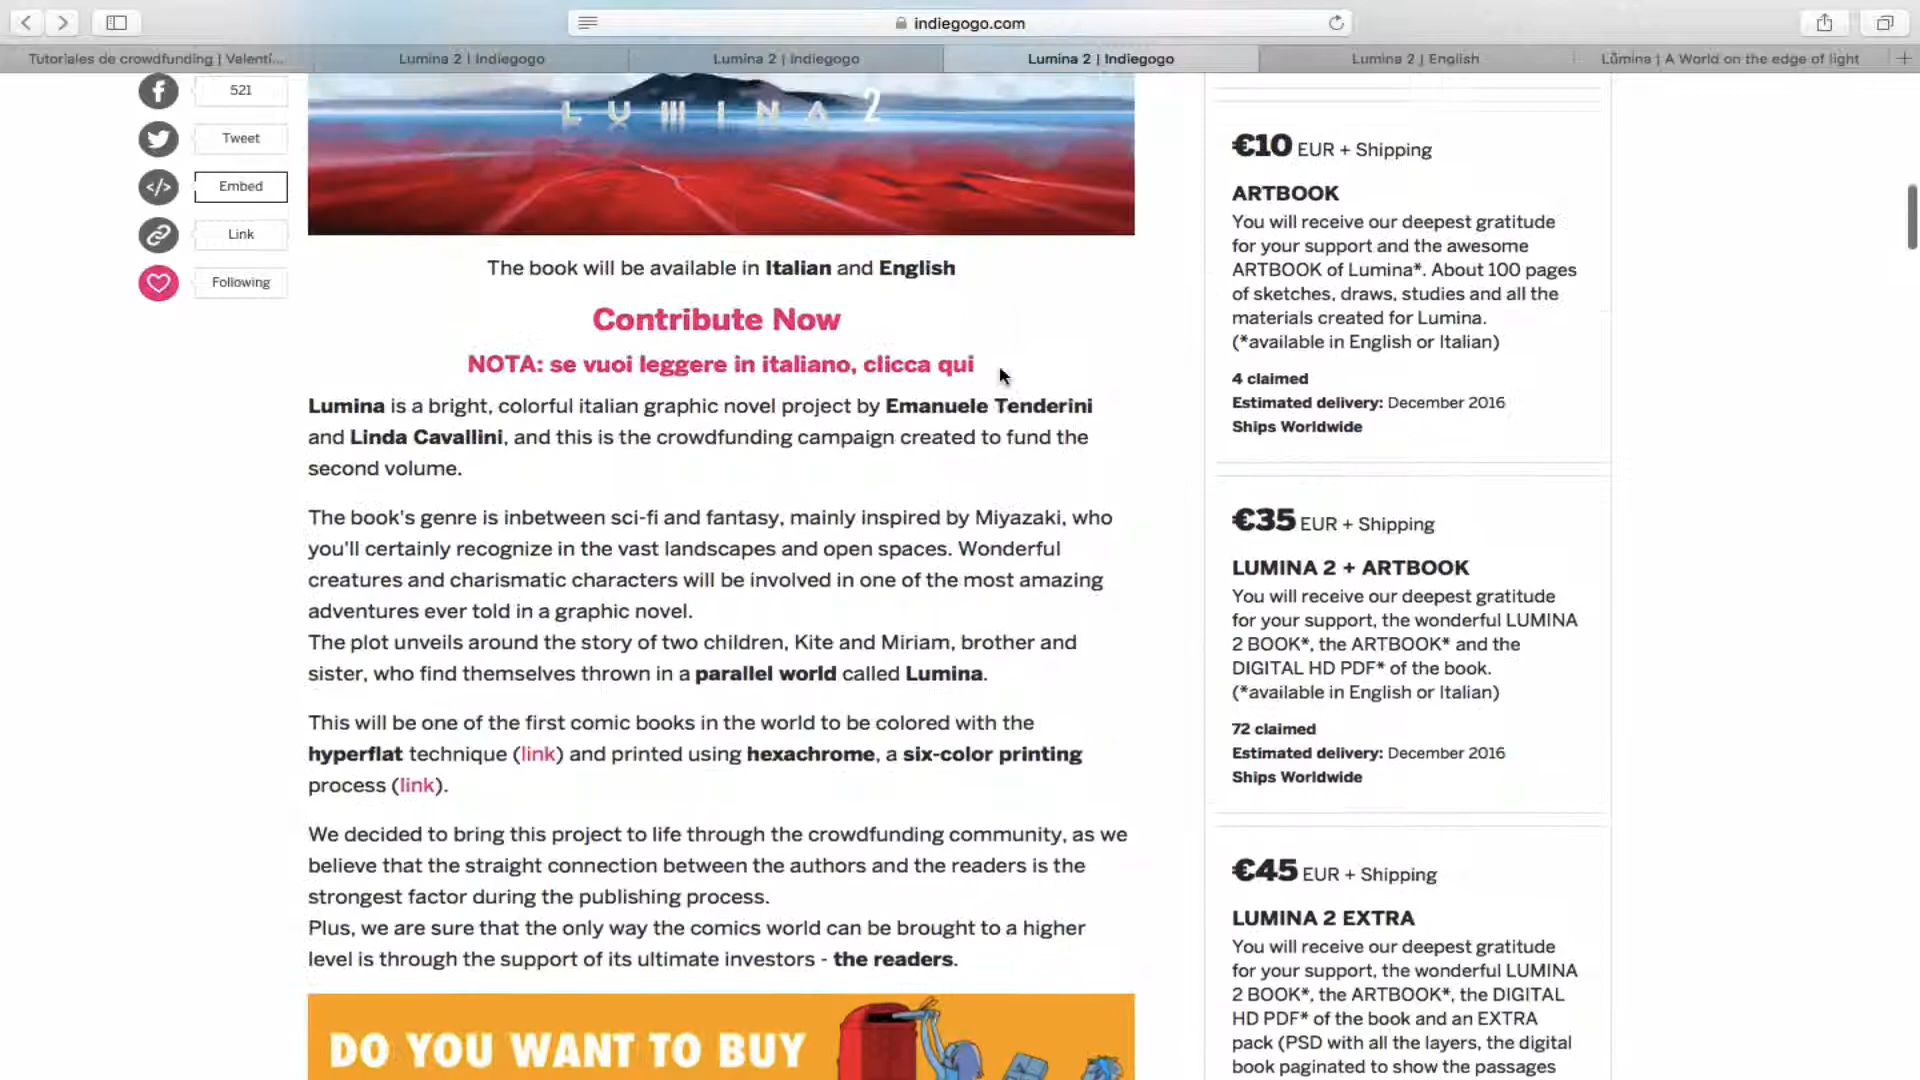 indiegogo.com
Tutoriales de crowdfunding | Valentí...
Lumina 2 | Indiegogo
Lumina 2 | Indiegogo
Lumina 2 | Indiegogo
Lumina 2 | English
Lûmina | A World on the edge of light
521
Tweet
</> Embed
Link
Following
LUMINA 2
The book will be available in Italian and English
Contribute Now
NOTA: se vuoi leggere in italiano, clicca qui
Lumina is a bright, colorful italian graphic novel project by Emanuele Tenderini
and Linda Cavallini, and this is the crowdfunding campaign created to fund the
second volume.
The book's genre is inbetween sci-fi and fantasy, mainly inspired by Miyazaki, who
you'll certainly recognize in the vast landscapes and open spaces. Wonderful
creatures and charismatic characters will be involved in one of the most amazing
adventures ever told in a graphic novel.
The plot unveils around the story of two children, Kite and Miriam, brother and
sister, who find themselves thrown in a parallel world called Lumina.
This will be one of the first comic books in the world to be colored with the
hyperflat technique (link) and printed using hexachrome, a six-color printing
process (link).
We decided to bring this project to life through the crowdfunding community, as we
believe that the straight connection between the authors and the readers is the
strongest factor during the publishing process.
Plus, we are sure that the only way the comics world can be brought to a higher
level is through the support of its ultimate investors - the readers.
DO YOU WANT TO BUY
€10 EUR + Shipping
ARTBOOK
You will receive our deepest gratitude
for your support and the awesome
ARTBOOK of Lumina*. About 100 pages
of sketches, draws, studies and all the
materials created for Lumina.
(*available in English or Italian)
4 claimed
Estimated delivery: December 2016
Ships Worldwide
€35 EUR + Shipping
LUMINA 2 + ARTBOOK
You will receive our deepest gratitude
for your support, the wonderful LUMINA
2 BOOK*, the ARTBOOK* and the
DIGITAL HD PDF* of the book.
(*available in English or Italian)
72 claimed
Estimated delivery: December 2016
Ships Worldwide
€45 EUR + Shipping
LUMINA 2 EXTRA
You will receive our deepest gratitude
for your support, the wonderful LUMINA
2 BOOK*, the ARTBOOK*, the DIGITAL
HD PDF* of the book and an EXTRA
pack (PSD with all the layers, the digital
book paginated to show the passages